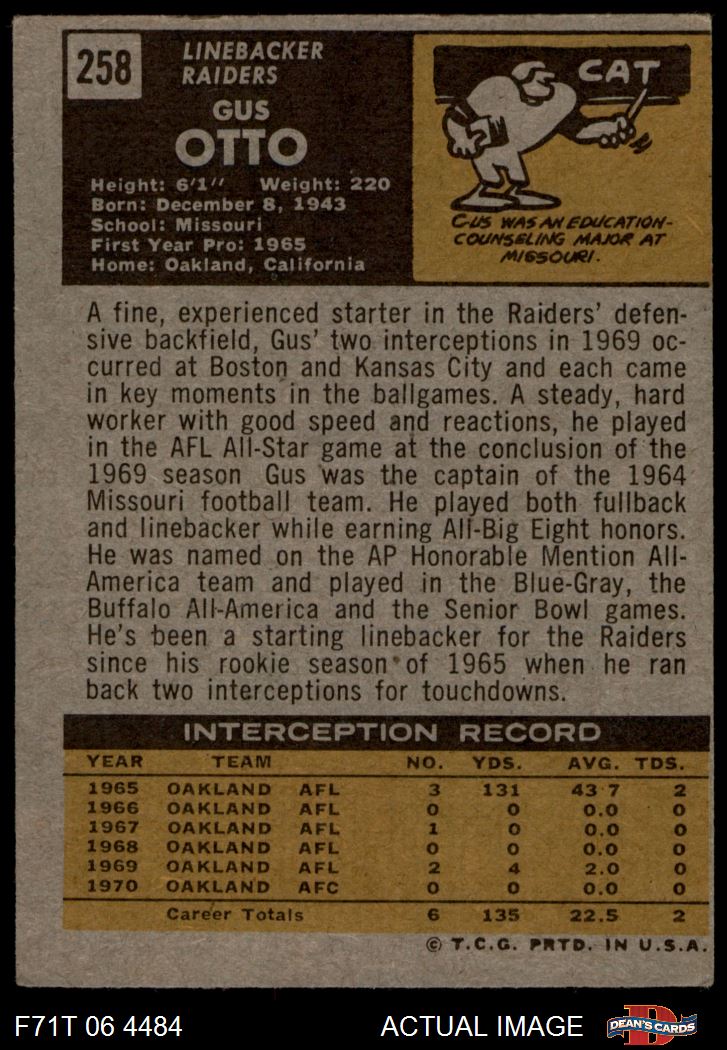 258
LINEBACKER
RAIDERS
GUS
OTTO
Height: 6'1" Weight: 220
Born: December 8, 1943
School: Missouri
First Year Pro: 1965
Home: Oakland, California
CAT
GUS WAS AN EDUCATION-
COUNSELING MAJOR AT
MISSOURI.
A fine, experienced starter in the Raiders' defen-
sive backfield, Gus' two interceptions in 1969 oc-
curred at Boston and Kansas City and each came
in key moments in the ballgames. A steady, hard
worker with good speed and reactions, he played
in the AFL All-Star game at the conclusion of the
1969 season Gus was the captain of the 1964
Missouri football team. He played both fullback
and linebacker while earning All-Big Eight honors.
He was named on the AP Honorable Mention All-
America team and played in the Blue-Gray, the
Buffalo All-America and the Senior Bowl games.
He's been a starting linebacker for the Raiders
since his rookie season of 1965 when he ran
back two interceptions for touchdowns.
INTERCEPTION RECORD
YEAR TEAM NO. YDS. AVG. TDS.
1965 OAKLAND AFL 3 131 43.7 2
1966 OAKLAND AFL 0 0 0.0 0
1967 OAKLAND AFL 1 0 0.0 0
1968 OAKLAND AFL 0 0 0.0 0
1969 OAKLAND AFL 2 4 2.0 0
1970 OAKLAND AFC 0 0 0.0 0
Career Totals 6 135 22.5 2
© T.C.G. PRTD. IN U.S.A.
F71T 06 4484 ACTUAL IMAGE D DEAN'S CARDS